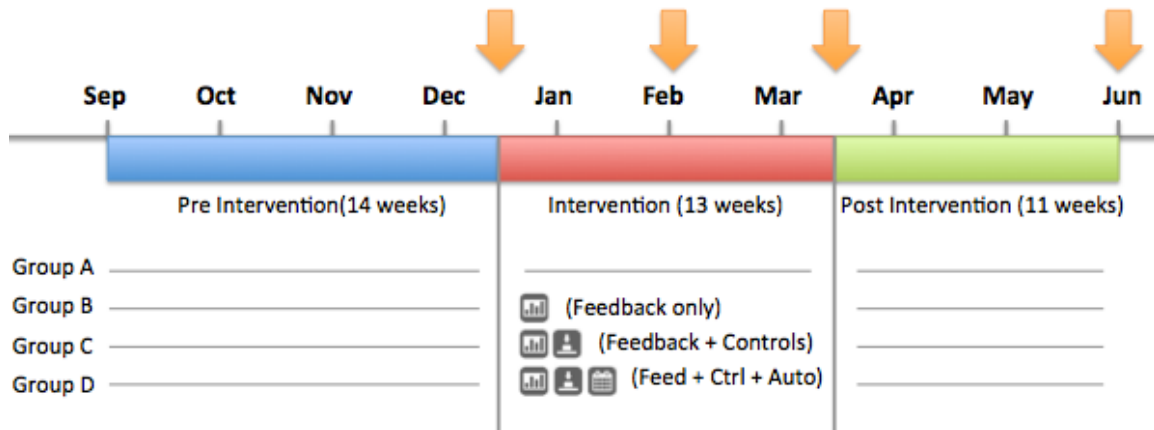 Sep Oct Nov Dec Jan Feb Mar Apr May Jun
Pre Intervention(14 weeks) Intervention (13 weeks) Post Intervention (11 weeks)
Group A
Group B (Feedback only)
Group C (Feedback + Controls)
Group D (Feed + Ctrl + Auto)